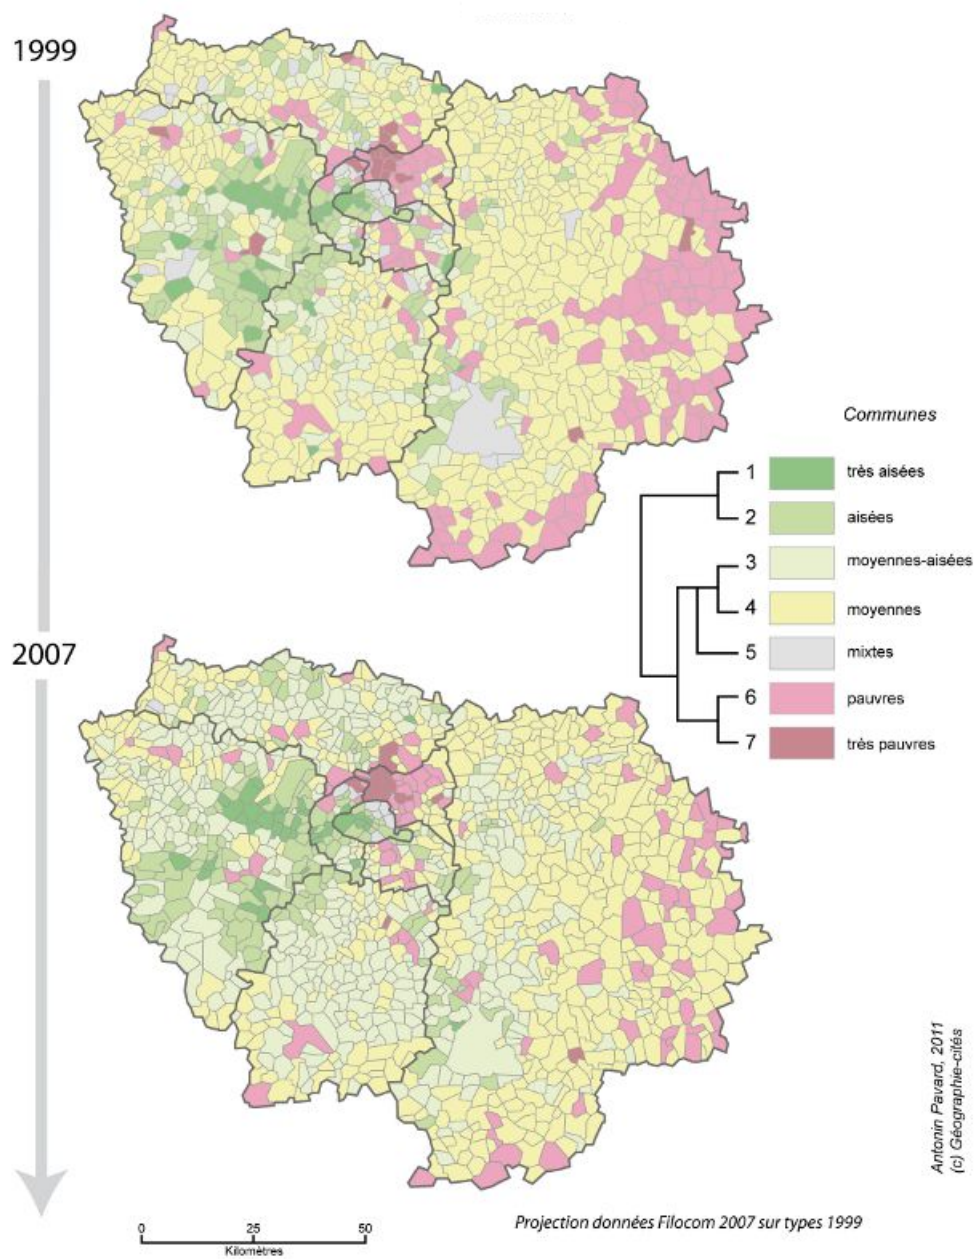 1999
Communes
1 très aisées
2 aisées
3 moyennes-aisées
4 moyennes
5 mixtes
6 pauvres
7 très pauvres
2007
Antonin Pavard, 2011
(c) Géographie-cités
0 25 50
Kilomètres
Projection données Filocom 2007 sur types 1999